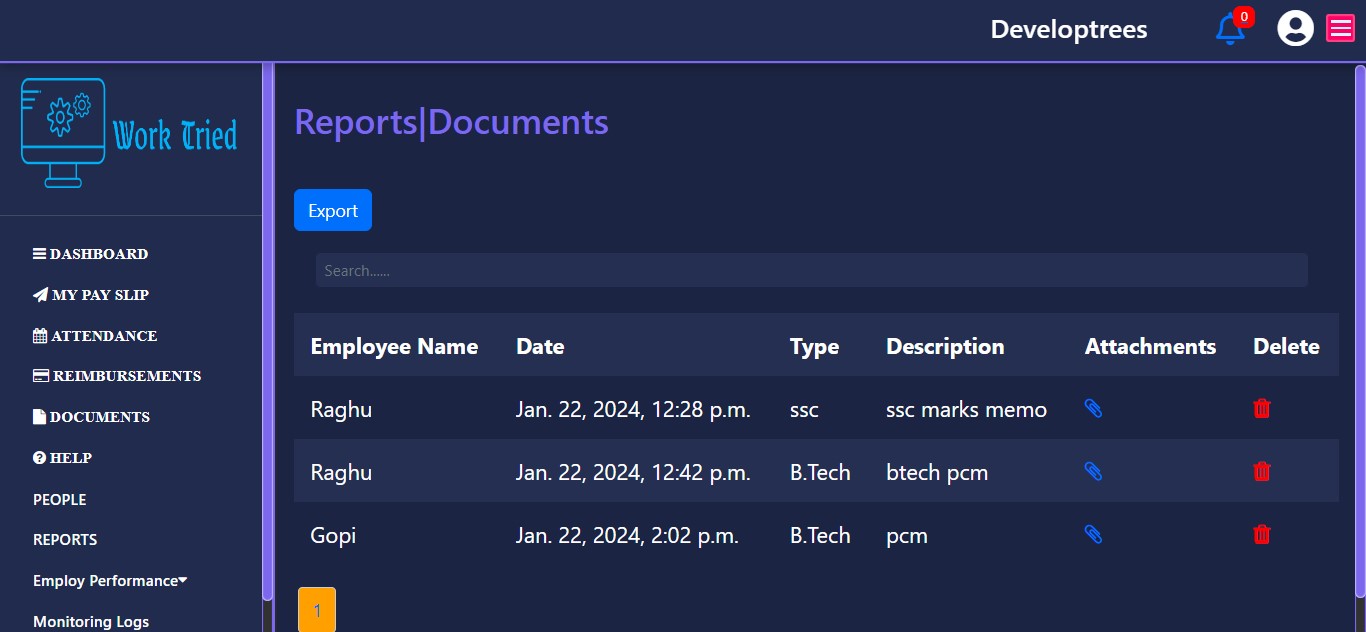 Developtrees
0
Work Tried
DASHBOARD
MY PAY SLIP
ATTENDANCE
REIMBURSEMENTS
DOCUMENTS
HELP
PEOPLE
REPORTS
Employ Performance
Monitoring Logs
Reports|Documents
Export
Search......
Employee Name Date Type Description Attachments Delete
Raghu Jan. 22, 2024, 12:28 p.m. ssc ssc marks memo
Raghu Jan. 22, 2024, 12:42 p.m. B.Tech btech pcm
Gopi Jan. 22, 2024, 2:02 p.m. B.Tech pcm
1